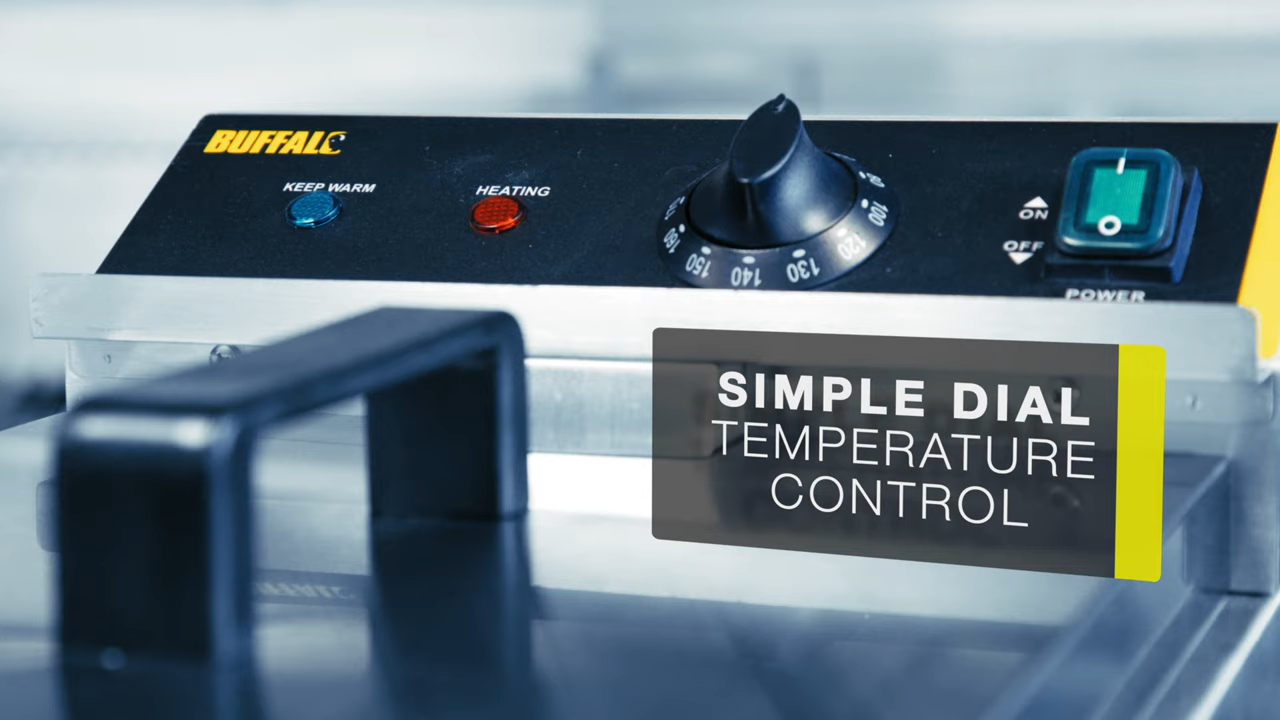 BUFFALO
KEEP WARM
HEATING
100
120
130
140
150
160
ON
OFF
POWER
SIMPLE DIAL
TEMPERATURE
CONTROL